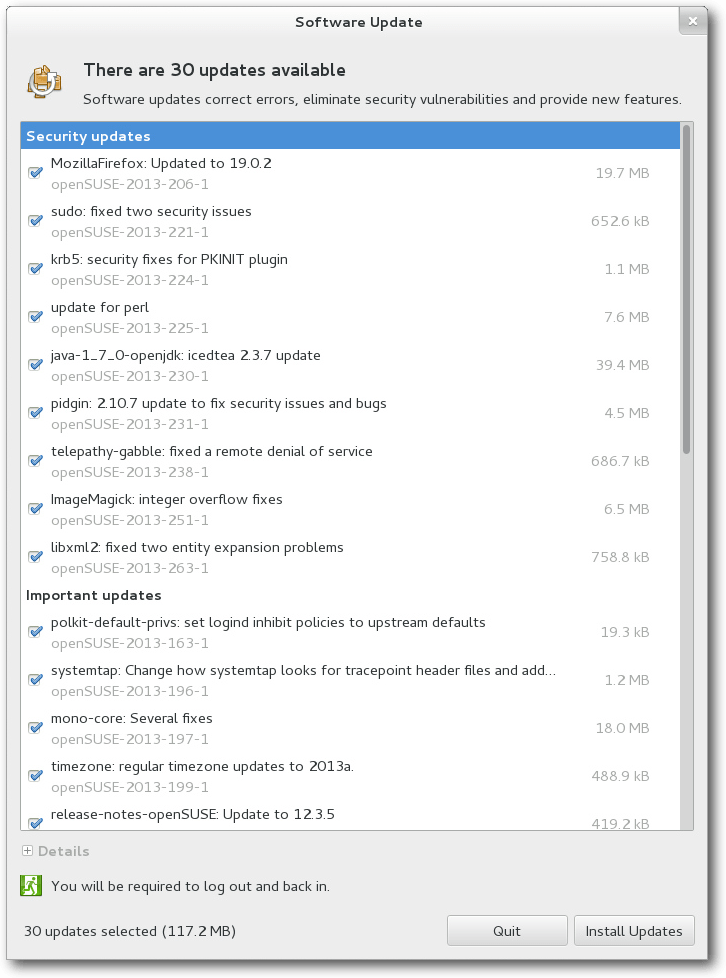 Software Update
There are 30 updates available
Software updates correct errors, eliminate security vulnerabilities and provide new features.
Security updates
MozillaFirefox: Updated to 19.0.2
19.7 MB
openSUSE-2013-206-1
sudo: fixed two security issues
652.6 kB
openSUSE-2013-221-1
krb5: security fixes for PKINIT plugin
1.1 MB
openSUSE-2013-224-1
update for perl
7.6 MB
openSUSE-2013-225-1
java-1_7_0-openjdk: icedtea 2.3.7 update
39.4 MB
openSUSE-2013-230-1
pidgin: 2.10.7 update to fix security issues and bugs
4.5 MB
openSUSE-2013-231-1
telepathy-gabble: fixed a remote denial of service
686.7 kB
openSUSE-2013-238-1
ImageMagick: integer overflow fixes
6.5 MB
openSUSE-2013-251-1
libxml2: fixed two entity expansion problems
758.8 kB
openSUSE-2013-263-1
Important updates
polkit-default-privs: set logind inhibit policies to upstream defaults
19.3 kB
openSUSE-2013-163-1
systemtap: Change how systemtap looks for tracepoint header files and add...
1.2 MB
openSUSE-2013-196-1
mono-core: Several fixes
18.0 MB
openSUSE-2013-197-1
timezone: regular timezone updates to 2013a.
488.9 kB
openSUSE-2013-199-1
release-notes-openSUSE: Update to 12.3.5
419.2 kB
Details
You will be required to log out and back in.
30 updates selected (117.2 MB)
Quit
Install Updates